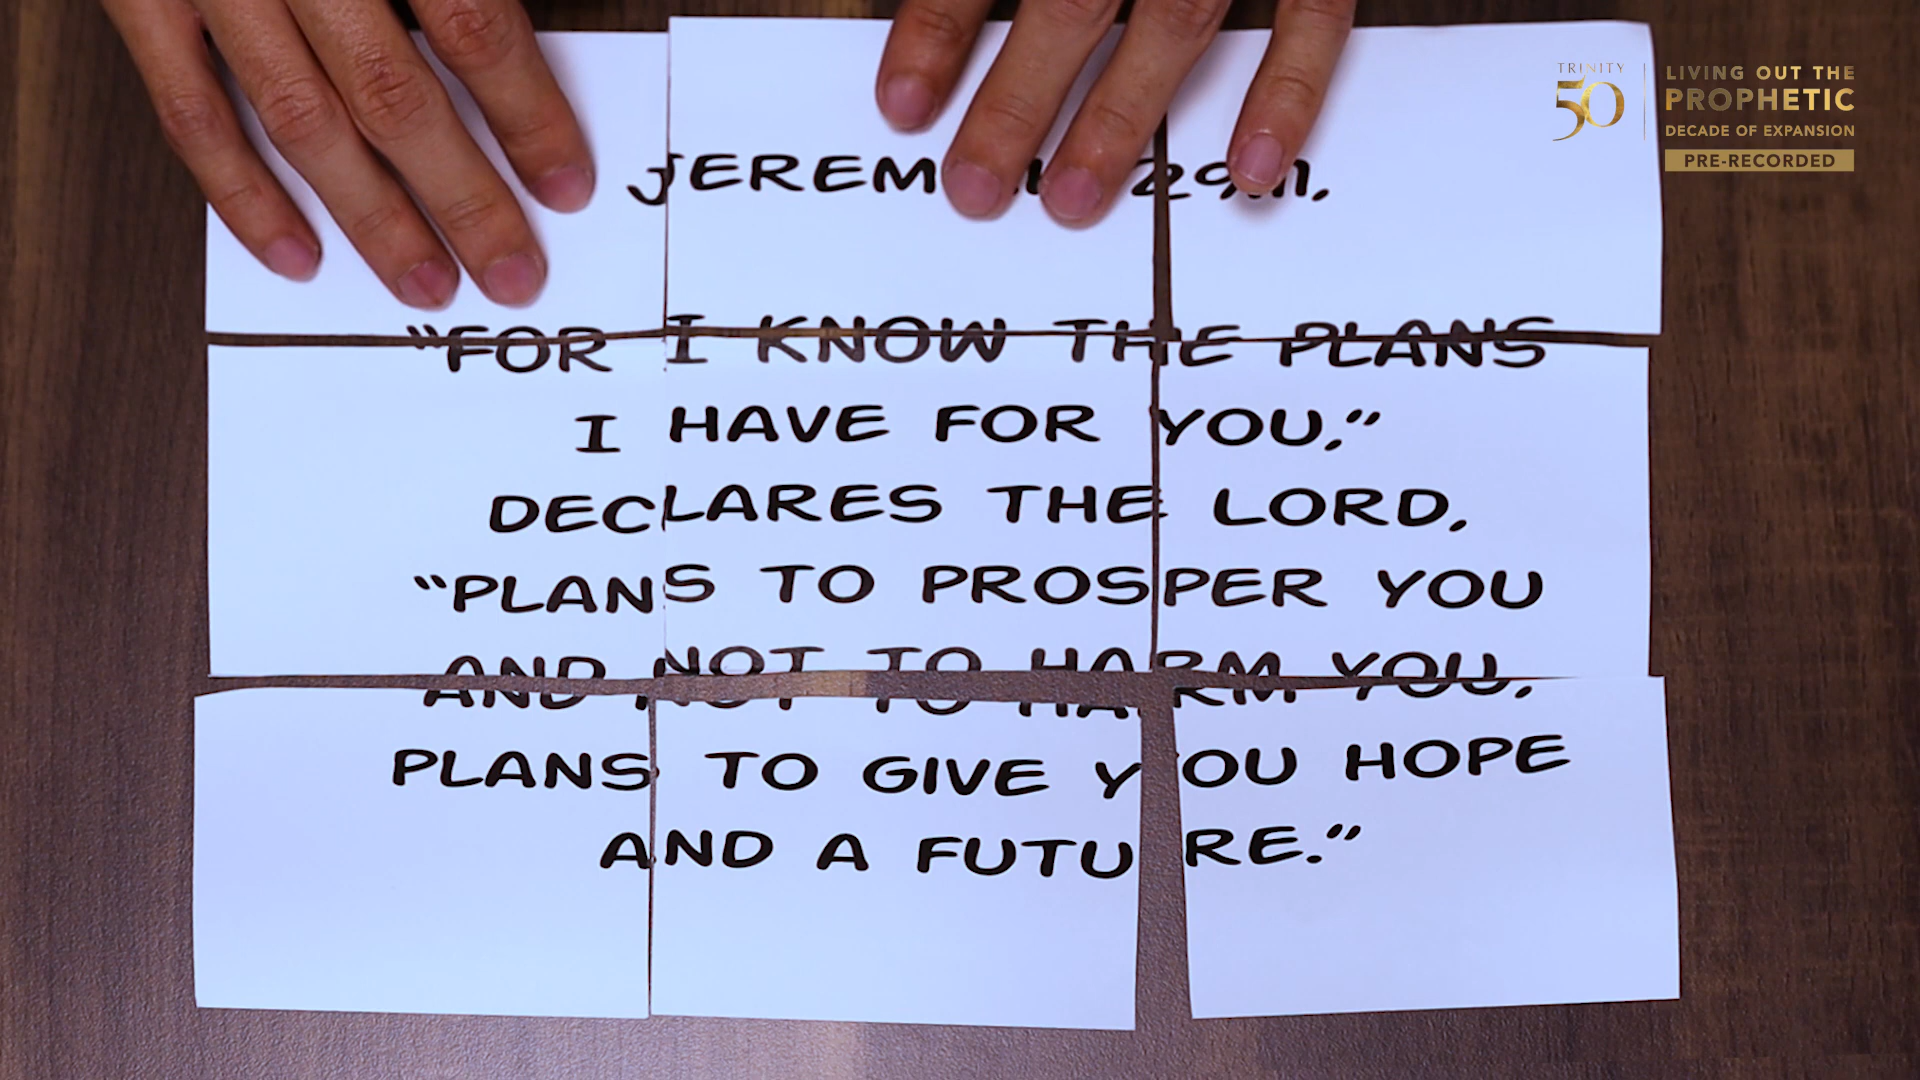 JEREM 29:11,
"FOR I KNOW THE PLANS
I HAVE FOR YOU,"
DECLARES THE LORD,
"PLANS TO PROSPER YOU
AND NOT TO HARM YOU,
PLANS TO GIVE YOU HOPE
AND A FUTURE."
TRINITY
50
LIVING OUT THE
PROPHETIC
DECADE OF EXPANSION
PRE-RECORDED